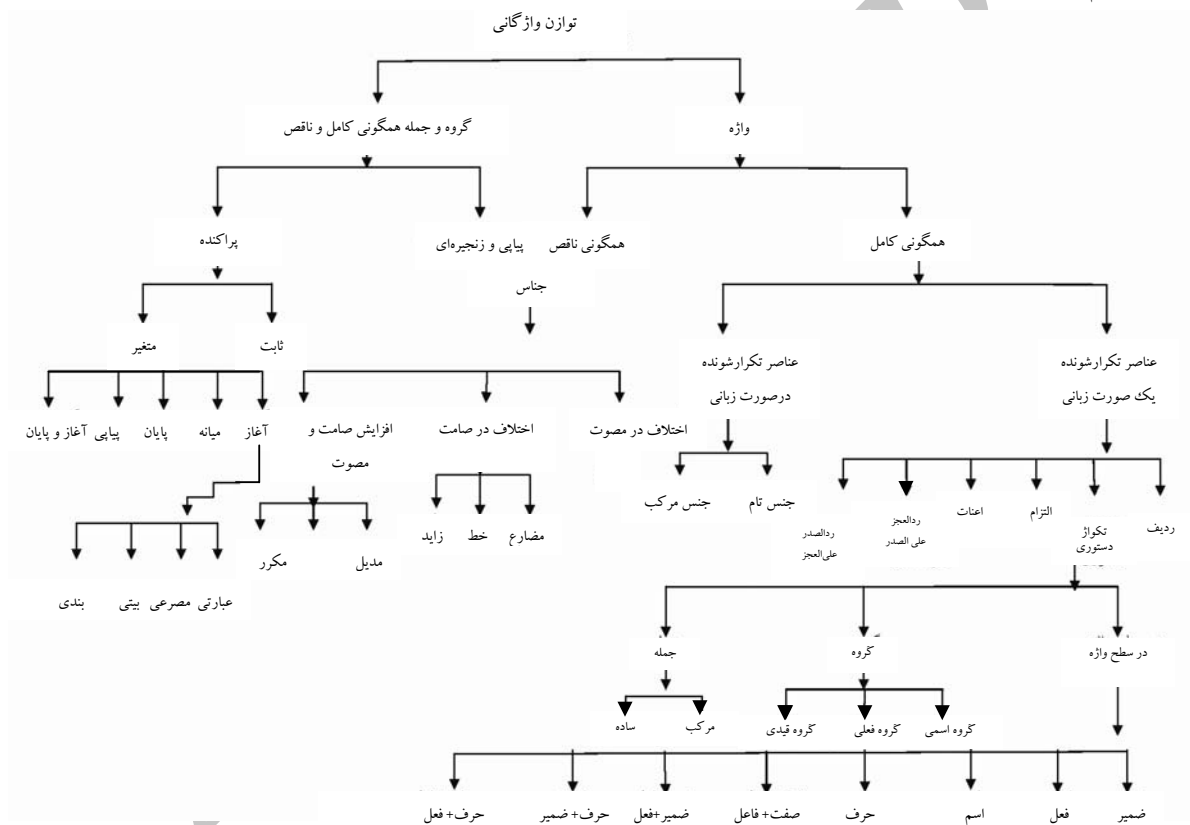 توازن واژگانی
واژه
گروه و جمله همگونی کامل و ناقص
همگونی کامل
همگونی ناقص
پیاپی و زنجیره‌ای
پراکنده
جناس
ثابت
متغیر
عناصر تکرارشونده
یک صورت زبانی
عناصر تکرارشونده
درصورت زبانی
اختلاف در مصوت
اختلاف در صامت
افزایش صامت و
مصوت
آغاز
میانه
پایان
پیاپی
آغاز و پایان
جنس تام
جنس مرکب
ردیف
تکواژ
دستوری
التزام
اعنات
ردالعجز
علی الصدر
ردالصدر
علی‌العجز
مضارع
خط
زاید
مدیل
مکرر
عبارتی
مصرعی
بیتی
بندی
در سطح واژه
گروه
جمله
گروه اسمی
گروه فعلی
گروه قیدی
مرکب
ساده
ضمیر
فعل
اسم
حرف
صفت+ فاعل
ضمیر+فعل
حرف+ ضمیر
حرف+ فعل